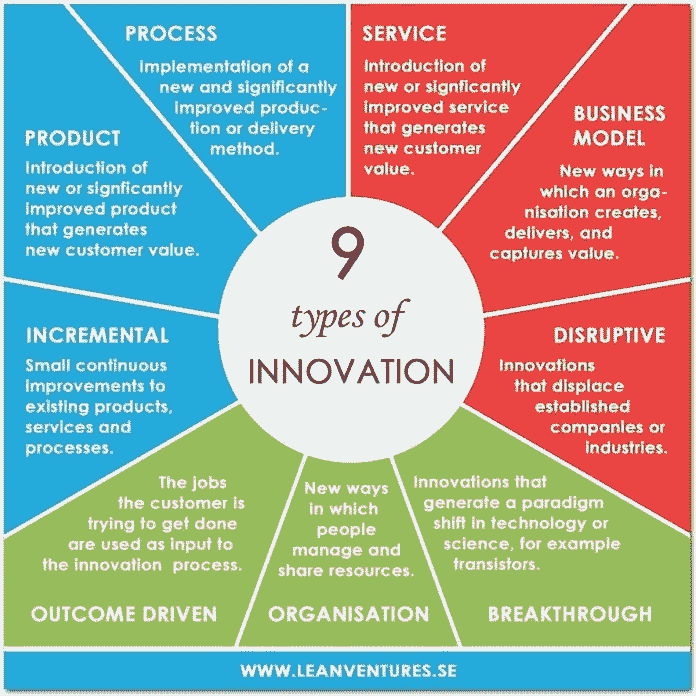 PROCESS
Implementation of a
new and significantly
improved produc-
tion or delivery
method.
SERVICE
Introduction of
new or signficantly
improved service
that generates
new customer
value.
BUSINESS
MODEL
New ways in
which an orga-
nisation creates,
delivers, and
captures value.
PRODUCT
Introduction of
new or signficantly
improved product
that generates
new customer value.
9
types of
INNOVATION
INCREMENTAL
Small continuous
improvements to
existing products,
services and
processes.
DISRUPTIVE
Innovations
that displace
established
companies or
industries.
The jobs
the customer is
trying to get done
are used as input to
the innovation process.
OUTCOME DRIVEN
New ways
in which
people
manage and
share resources.
ORGANISATION
Innovations that
generate a paradigm
shift in technology or
science, for example
transistors.
BREAKTHROUGH
WWW.LEANVENTURES.SE